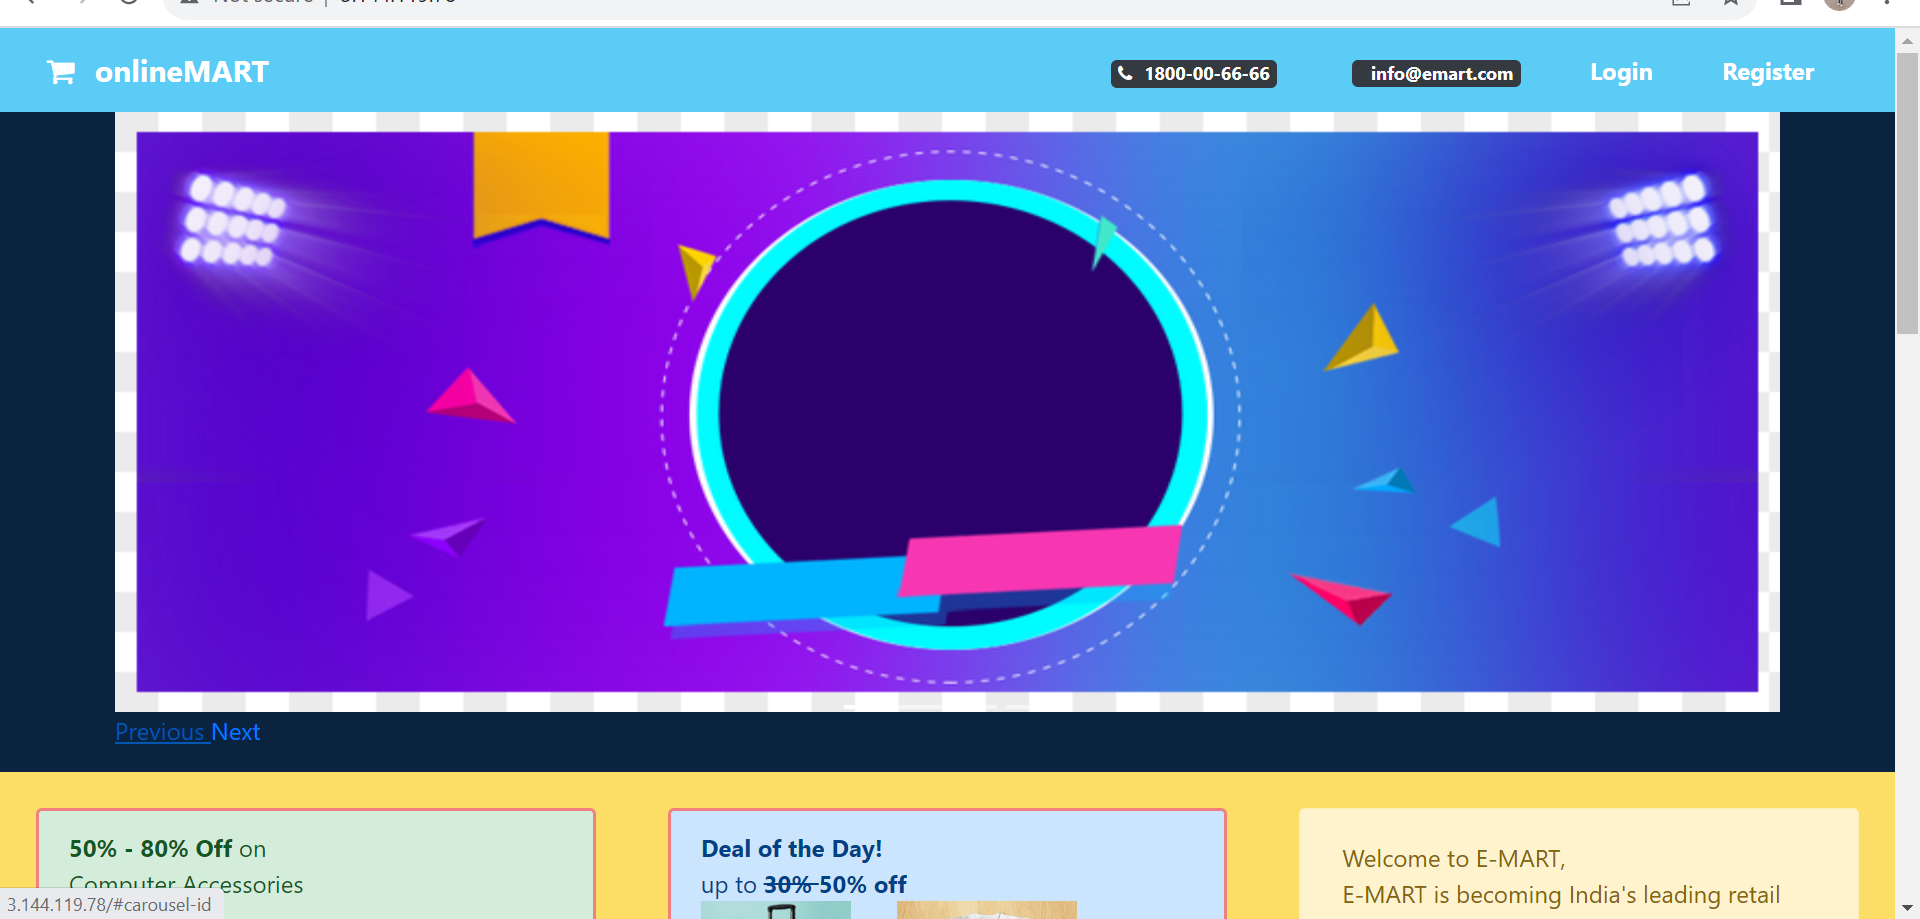 onlineMART
1800-00-66-66
info@emart.com
Login
Register
Previous Next
50% - 80% Off on
Computer Accessories
Deal of the Day!
up to 30% 50% off
Welcome to E-MART,
E-MART is becoming India's leading retail
3.144.119.78/#carousel-id